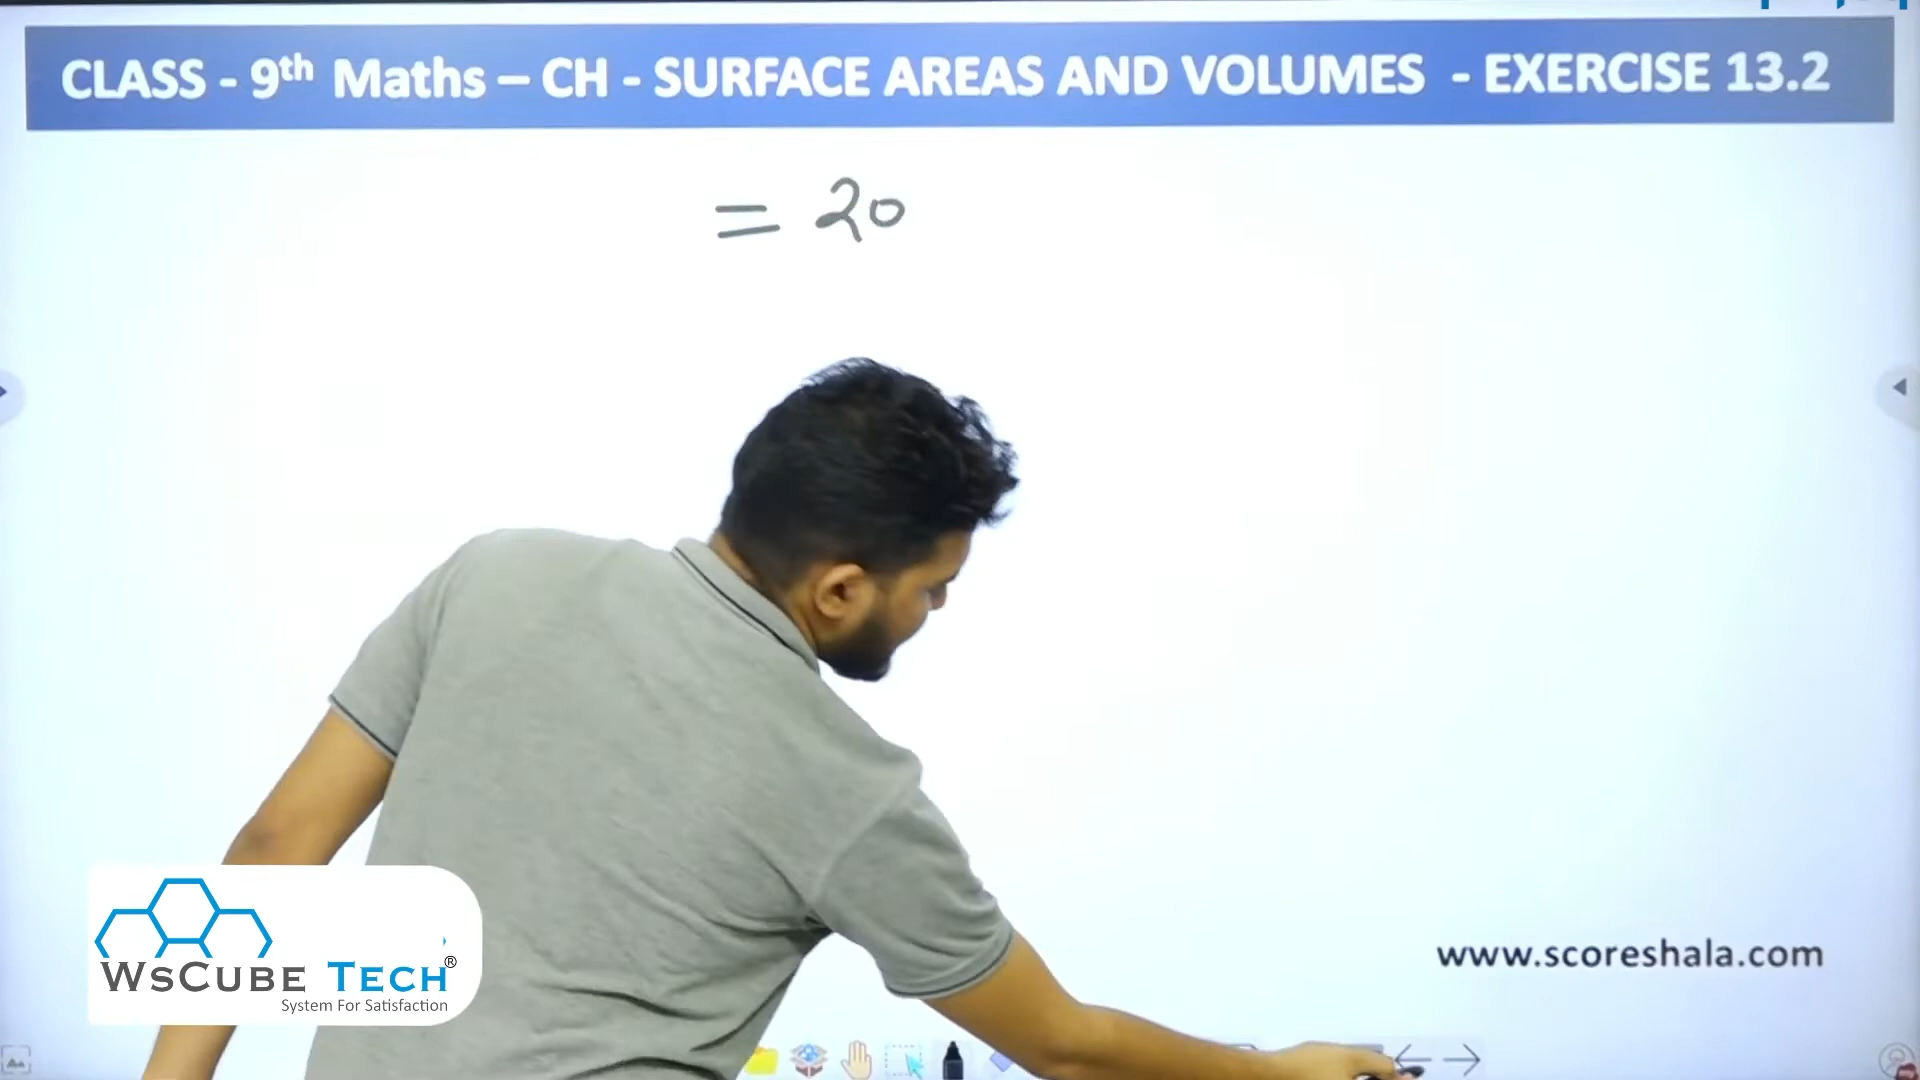 CLASS - 9th Maths – CH - SURFACE AREAS AND VOLUMES - EXERCISE 13.2
= 20
WSCUBE TECH®
System For Satisfaction
www.scoreshala.com